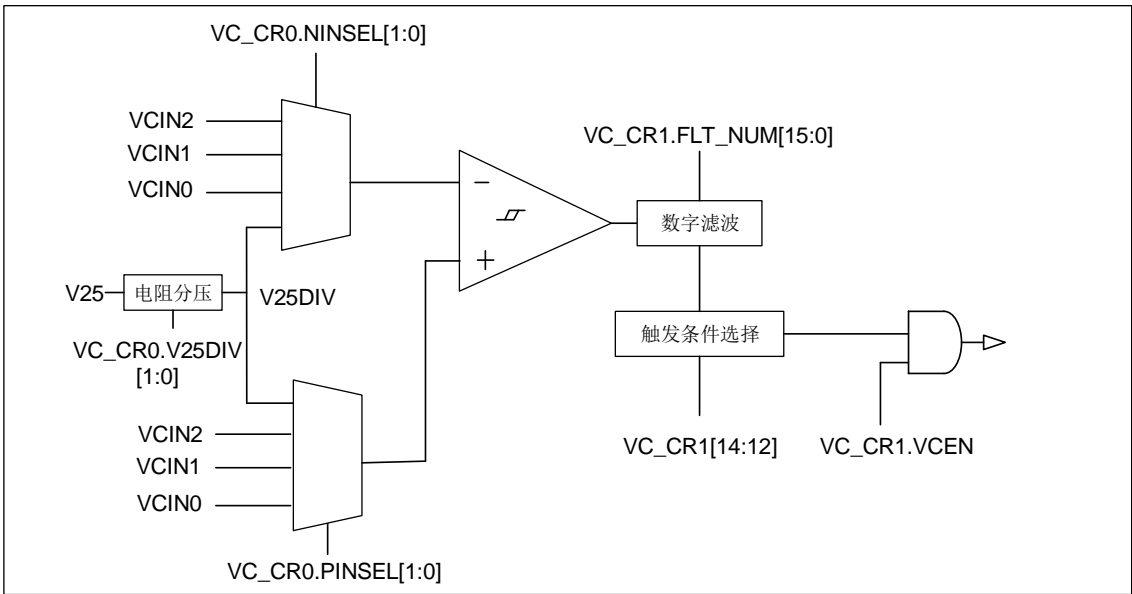 VC_CR0.NINSEL[1:0]
VCIN2
VCIN1
VCIN0
VC_CR1.FLT_NUM[15:0]
数字滤波
V25
电阻分压
V25DIV
VC_CR0.V25DIV
[1:0]
触发条件选择
VCIN2
VCIN1
VCIN0
VC_CR1[14:12]
VC_CR1.VCEN
VC_CR0.PINSEL[1:0]